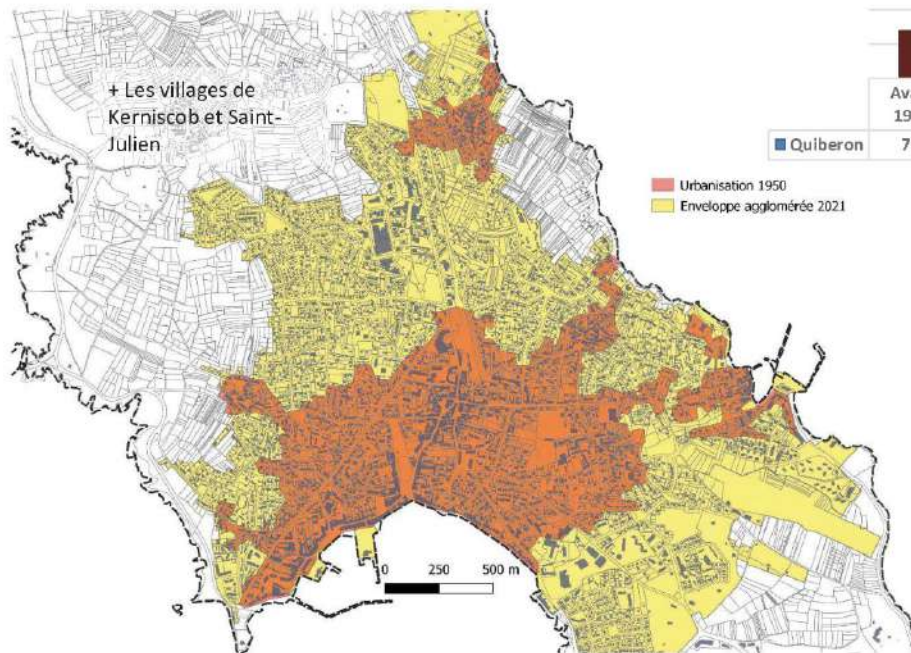 + Les villages de
Kerniscob et Saint-
Julien
Quiberon
Urbanisation 1950
Enveloppe agglomérée 2021
0 250 500 m